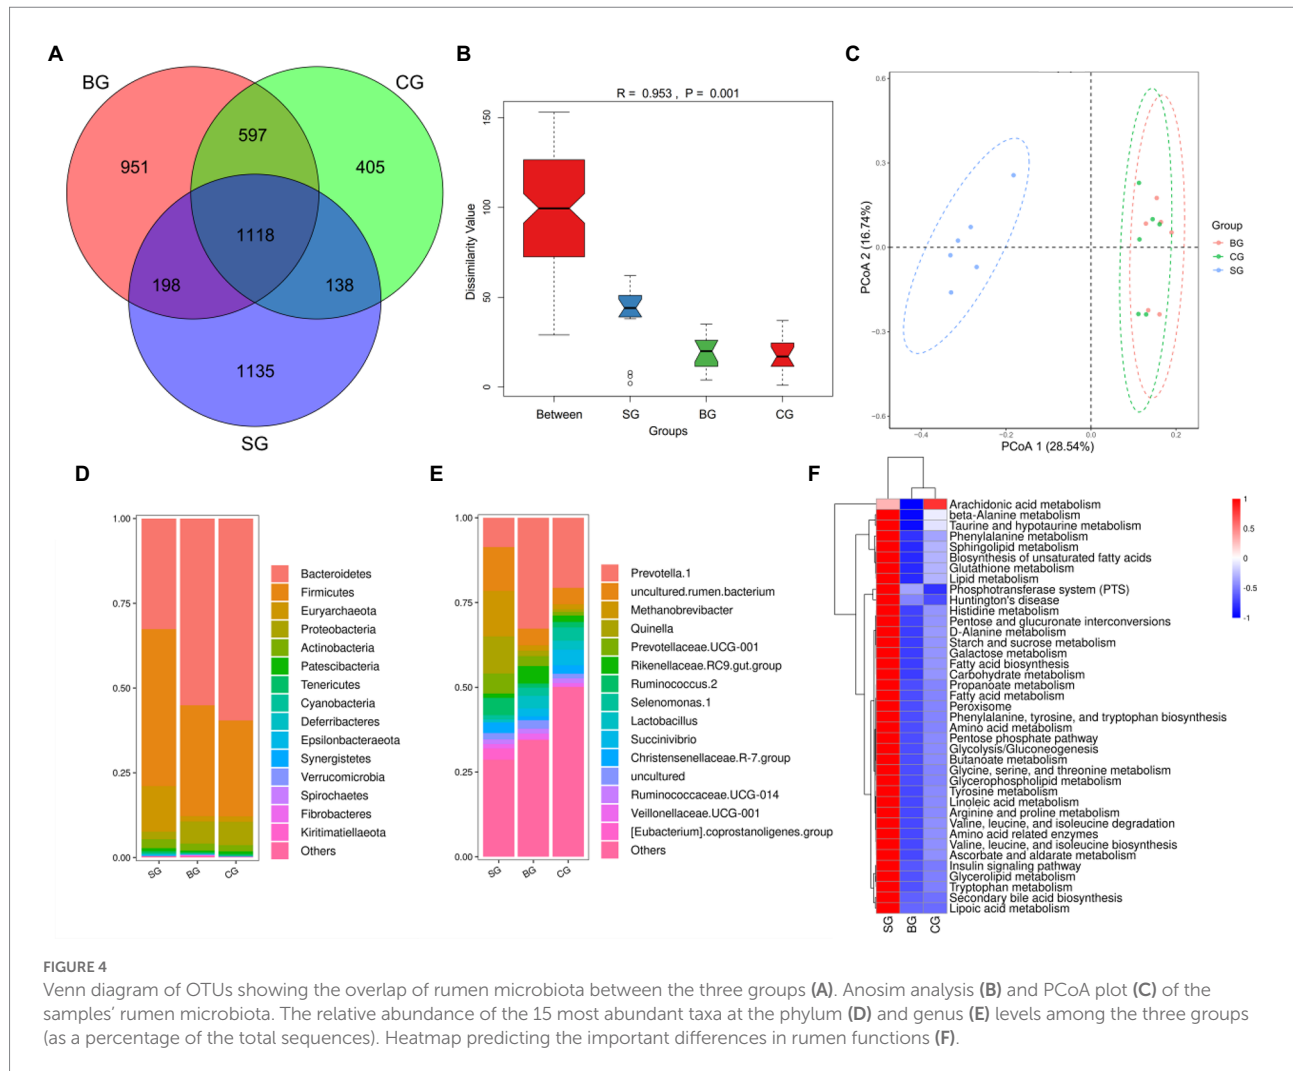 A
BG
CG
597
951
405
1118
198
138
1135
SG
B
R = 0.953 , P = 0.001
Dissimilarity Value
150
100
50
0
Between
SG
BG
CG
Groups
C
PCoA 2 (16.74%)
0.6
0.3
0.0
−0.3
−0.6
−0.4
−0.2
0.0
0.2
PCoA 1 (28.54%)
Group
BG
CG
SG
D
1.00
0.75
0.50
0.25
0.00
SG
BG
CG
Bacteroidetes
Firmicutes
Euryarchaeota
Proteobacteria
Actinobacteria
Patescibacteria
Tenericutes
Cyanobacteria
Deferribacteres
Epsilonbacteraeota
Synergistetes
Verrucomicrobia
Spirochaetes
Fibrobacteres
Kiritimatiellaeota
Others
E
1.00
0.75
0.50
0.25
0.00
SG
BG
CG
Prevotella.1
uncultured.rumen.bacterium
Methanobrevibacter
Quinella
Prevotellaceae.UCG-001
Rikenellaceae.RC9.gut.group
Ruminococcus.2
Selenomonas.1
Lactobacillus
Succinivibrio
Christensenellaceae.R-7.group
uncultured
Ruminococcaceae.UCG-014
Veillonellaceae.UCG-001
[Eubacterium].coprostanoligenes.group
Others
F
Arachidonic acid metabolism
beta-Alanine metabolism
Taurine and hypotaurine metabolism
Phenylalanine metabolism
Sphingolipid metabolism
Biosynthesis of unsaturated fatty acids
Glutathione metabolism
Lipid metabolism
Phosphotransferase system (PTS)
Huntington's disease
Histidine metabolism
Pentose and glucuronate interconversions
D-Alanine metabolism
Starch and sucrose metabolism
Galactose metabolism
Fatty acid biosynthesis
Carbohydrate metabolism
Propanoate metabolism
Fatty acid metabolism
Peroxisome
Phenylalanine, tyrosine, and tryptophan biosynthesis
Amino acid metabolism
Pentose phosphate pathway
Glycolysis/Gluconeogenesis
Butanoate metabolism
Glycine, serine, and threonine metabolism
Glycerophospholipid metabolism
Tyrosine metabolism
Linoleic acid metabolism
Arginine and proline metabolism
Valine, leucine, and isoleucine degradation
Amino acid related enzymes
Valine, leucine, and isoleucine biosynthesis
Ascorbate and aldarate metabolism
Insulin signaling pathway
Glycerolipid metabolism
Tryptophan metabolism
Secondary bile acid biosynthesis
Lipoic acid metabolism
SG
BG
CG
1
0.5
0
−0.5
−1
FIGURE 4
Venn diagram of OTUs showing the overlap of rumen microbiota between the three groups (A). Anosim analysis (B) and PCoA plot (C) of the
samples' rumen microbiota. The relative abundance of the 15 most abundant taxa at the phylum (D) and genus (E) levels among the three groups
(as a percentage of the total sequences). Heatmap predicting the important differences in rumen functions (F).